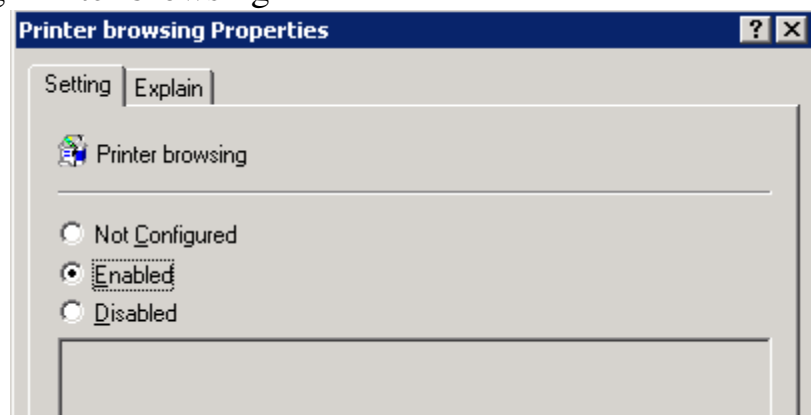 Printer browsing Properties
Setting
Explain
Printer browsing
Not Configured
Enabled
Disabled